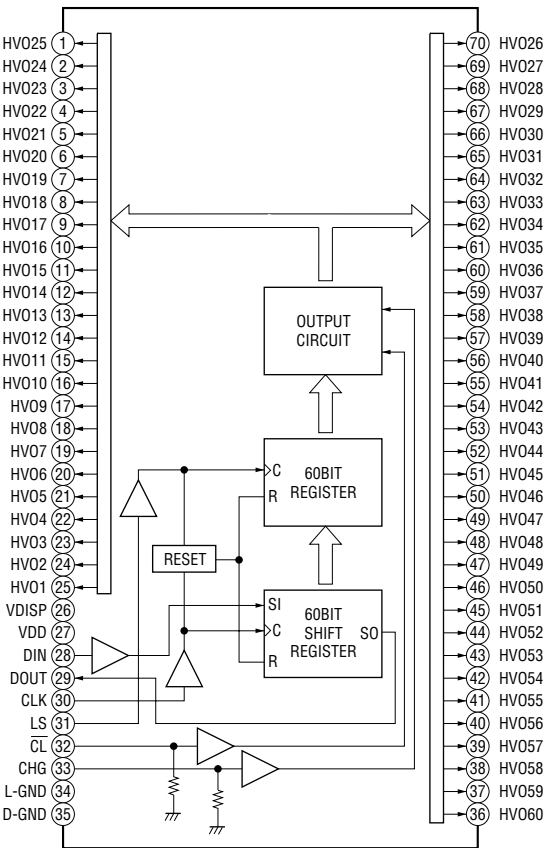 HVO25 1
HVO24 2
HVO23 3
HVO22 4
HVO21 5
HVO20 6
HVO19 7
HVO18 8
HVO17 9
HVO16 10
HVO15 11
HVO14 12
HVO13 13
HVO12 14
HVO11 15
HVO10 16
HVO9 17
HVO8 18
HVO7 19
HVO6 20
HVO5 21
HVO4 22
HVO3 23
HVO2 24
HVO1 25
VDISP 26
VDD 27
DIN 28
DOUT 29
CLK 30
LS 31
C̅L̅ 32
CHG 33
L-GND 34
D-GND 35
OUTPUT
CIRCUIT
C
R
60BIT
REGISTER
RESET
SI
C
R
60BIT
SHIFT
REGISTER
SO
70 HVO26
69 HVO27
68 HVO28
67 HVO29
66 HVO30
65 HVO31
64 HVO32
63 HVO33
62 HVO34
61 HVO35
60 HVO36
59 HVO37
58 HVO38
57 HVO39
56 HVO40
55 HVO41
54 HVO42
53 HVO43
52 HVO44
51 HVO45
50 HVO46
49 HVO47
48 HVO48
47 HVO49
46 HVO50
45 HVO51
44 HVO52
43 HVO53
42 HVO54
41 HVO55
40 HVO56
39 HVO57
38 HVO58
37 HVO59
36 HVO60